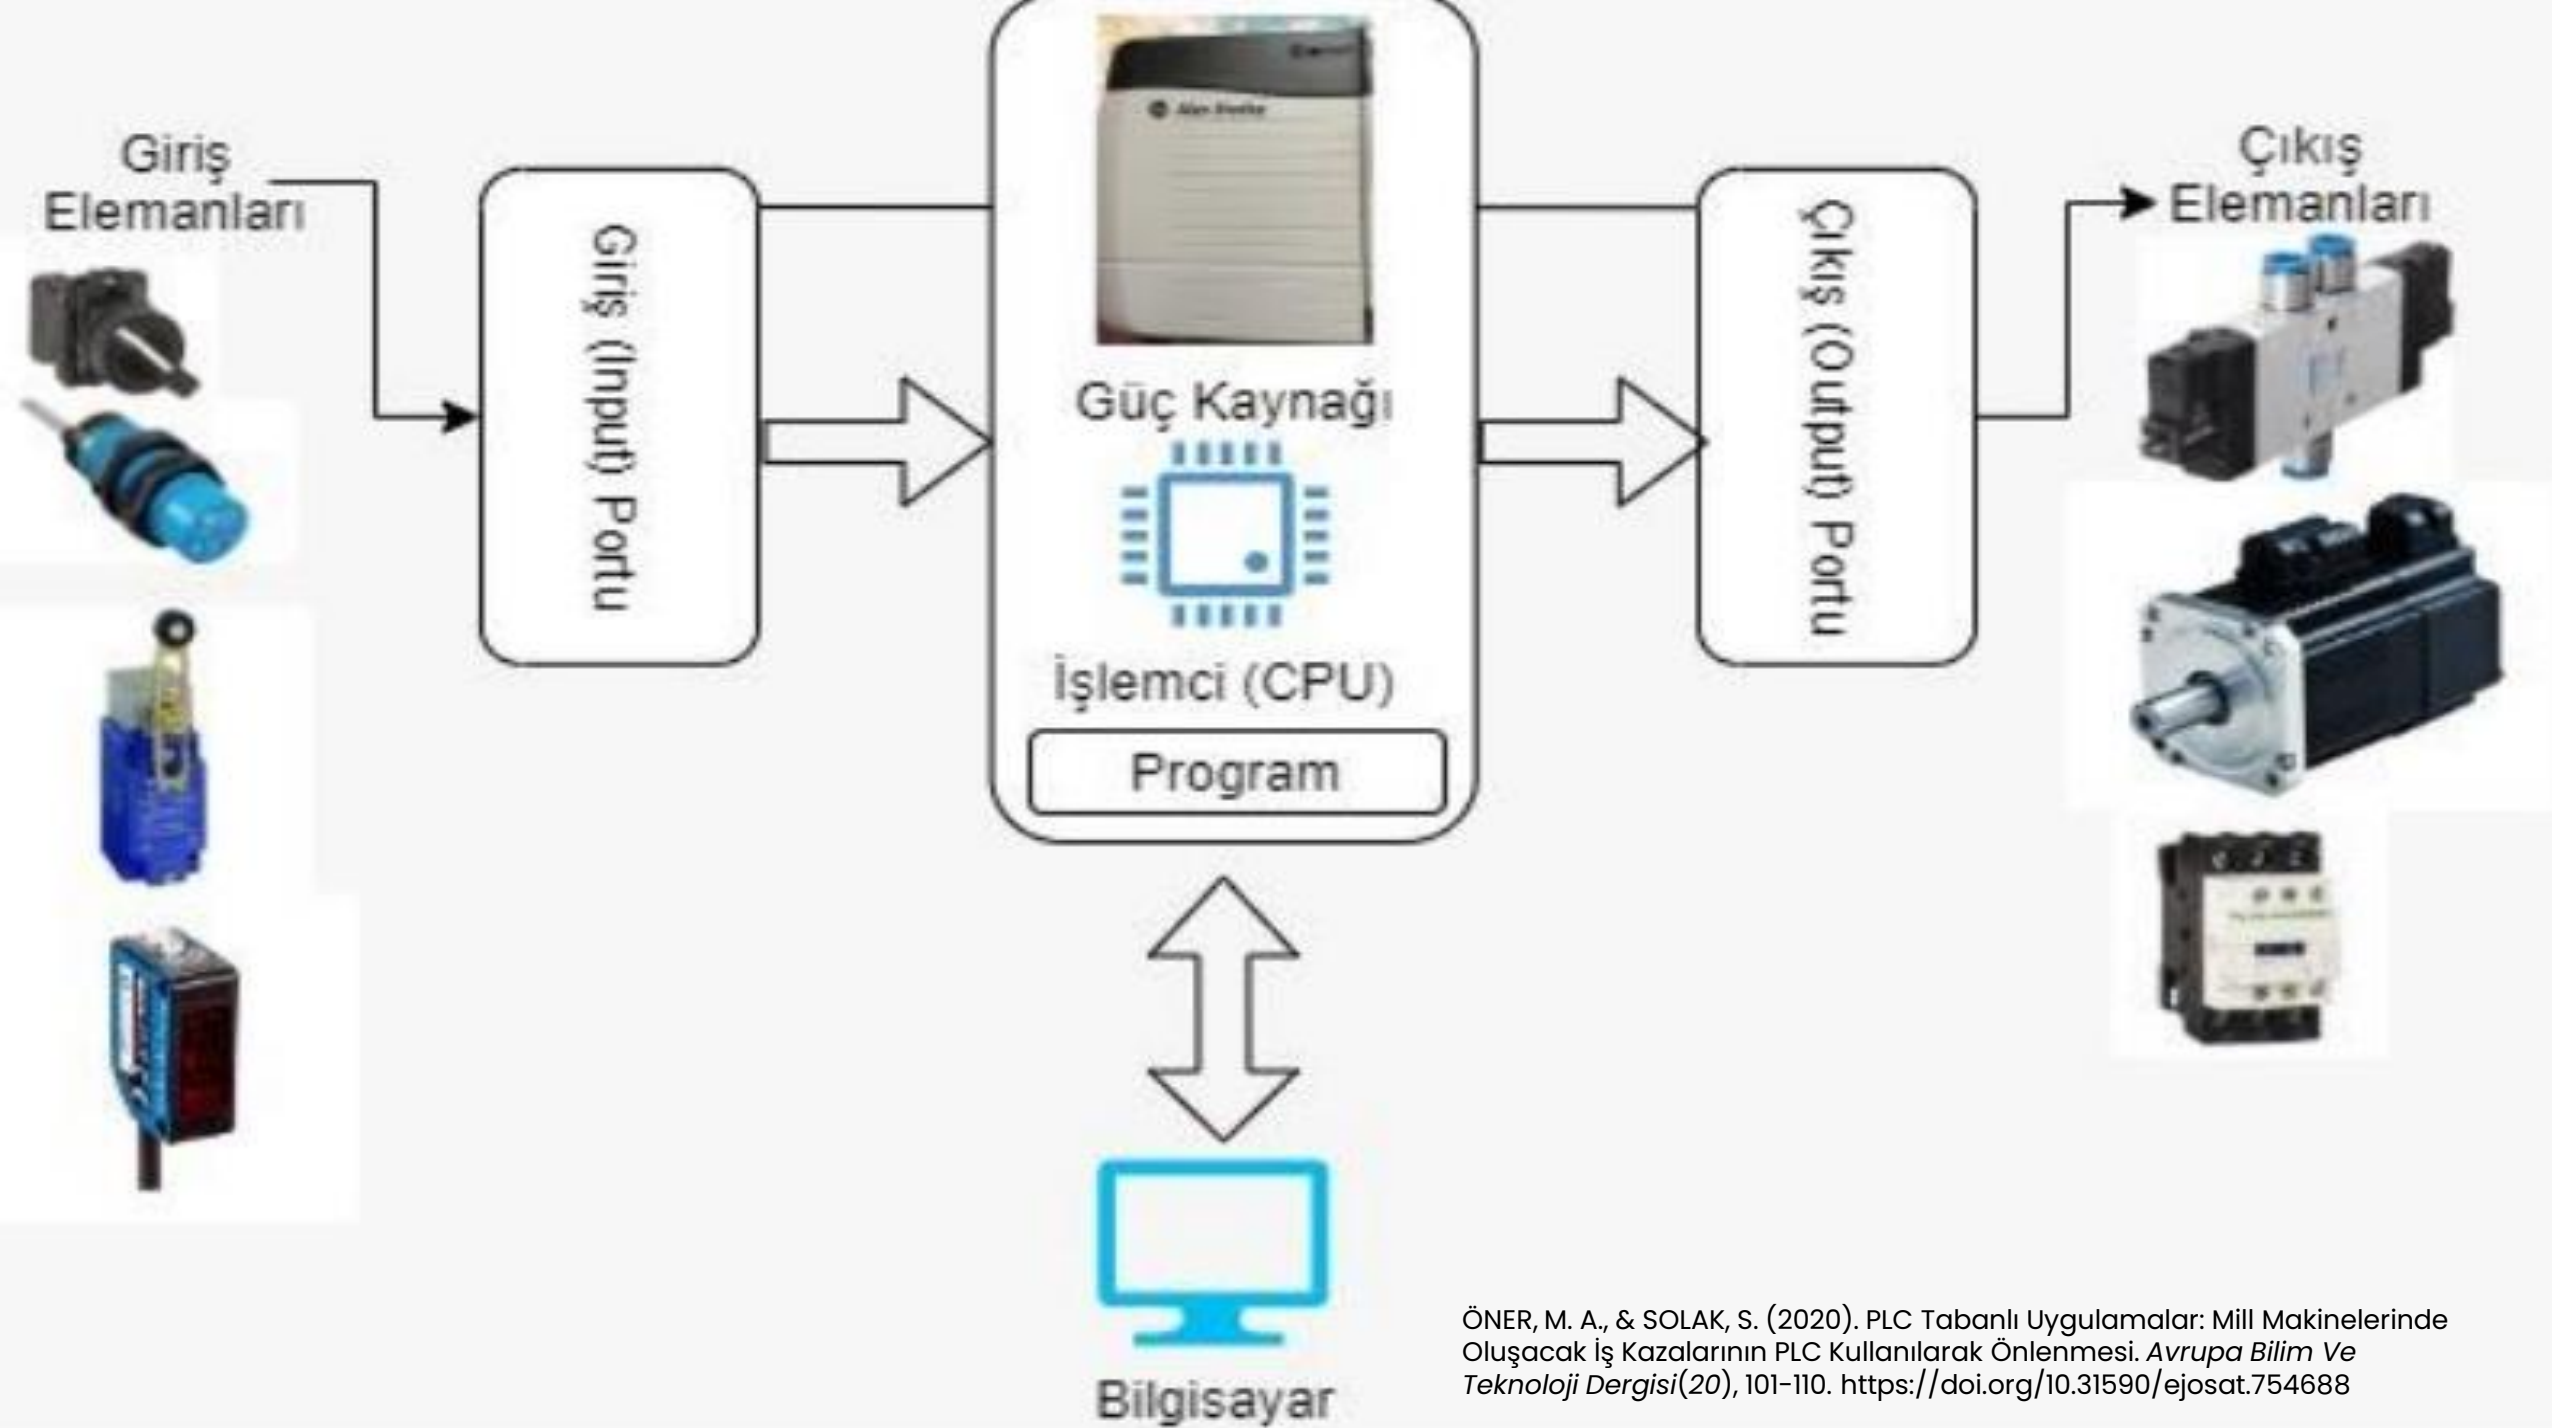 Giriş
Elemanları
Giriş (Input) Portu
Allen Bradley
Güç Kaynağı
İşlemci (CPU)
Program
Bilgisayar
Çıkış (Output) Portu
Çıkış
Elemanları
ÖNER, M. A., & SOLAK, S. (2020). PLC Tabanlı Uygulamalar: Mill Makinelerinde
Oluşacak İş Kazalarının PLC Kullanılarak Önlenmesi. Avrupa Bilim Ve
Teknoloji Dergisi(20), 101-110. https://doi.org/10.31590/ejosat.754688